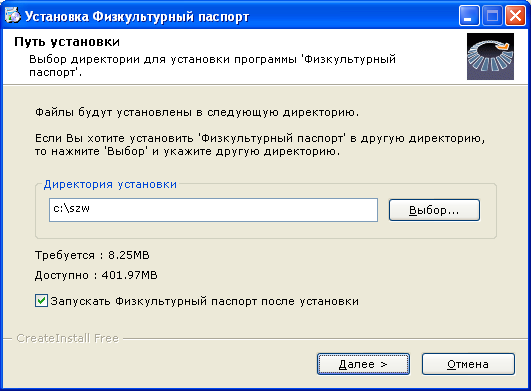 Установка Физкультурный паспорт
Путь установки
Выбор директории для установки программы 'Физкультурный
паспорт'.
Файлы будут установлены в следующую директорию.
Если Вы хотите установить 'Физкультурный паспорт' в другую директорию,
то нажмите 'Выбор' и укажите другую директорию.
Директория установки
c:\szw
Выбор...
Требуется : 8.25MB
Доступно : 401.97MB
Запускать Физкультурный паспорт после установки
CreateInstall Free
Далее >
Отмена